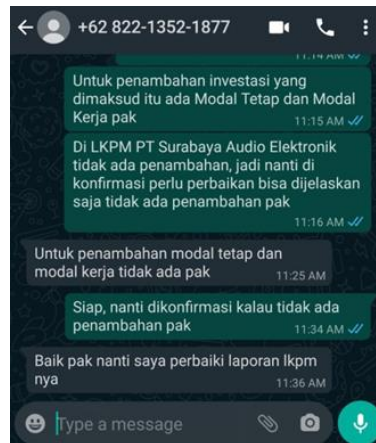 +62 822-1352-1877
11:14 AM
Untuk penambahan investasi yang
dimaksud itu ada Modal Tetap dan Modal
Kerja pak
11:15 AM
Di LKPM PT Surabaya Audio Elektronik
tidak ada penambahan, jadi nanti di
konfirmasi perlu perbaikan bisa dijelaskan
saja tidak ada penambahan pak
11:16 AM
Untuk penambahan modal tetap dan
modal kerja tidak ada pak
11:25 AM
Siap, nanti dikonfirmasi kalau tidak ada
penambahan pak
11:34 AM
Baik pak nanti saya perbaiki laporan lkpm
nya
11:36 AM
Type a message